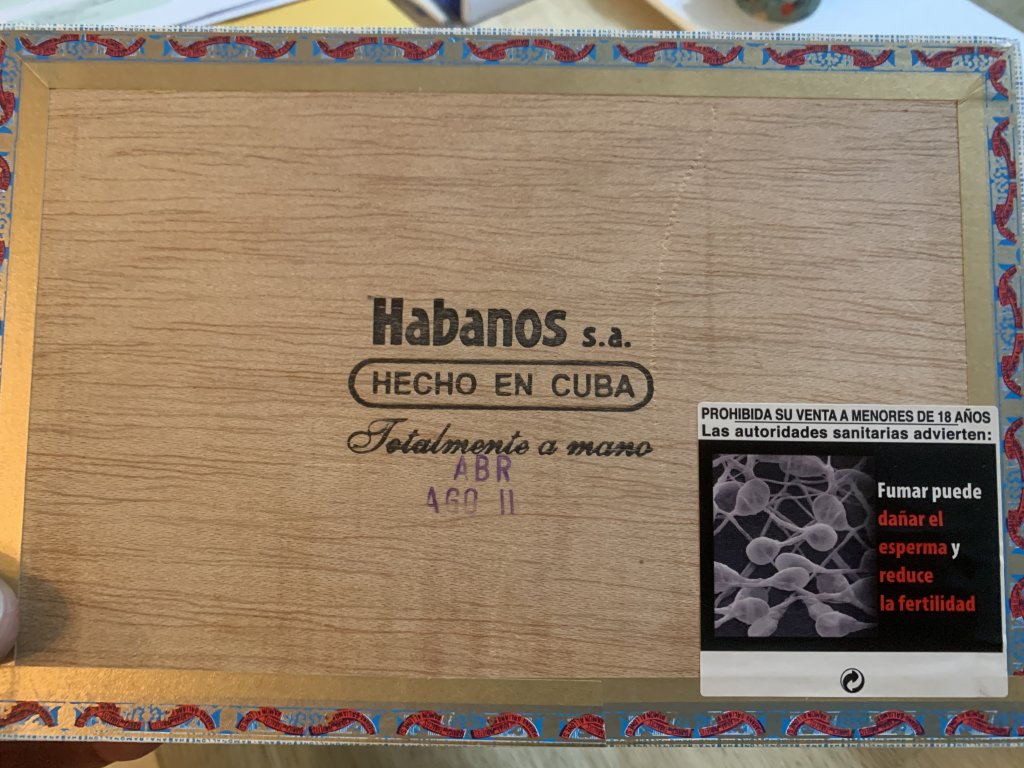 Habanos s.a.
HECHO EN CUBA
Totalmente a mano
ABR
AGO 11
PROHIBIDA SU VENTA A MENORES DE 18 AÑOS
Las autoridades sanitarias advierten:
Fumar puede
dañar el
esperma y
reduce
la fertilidad